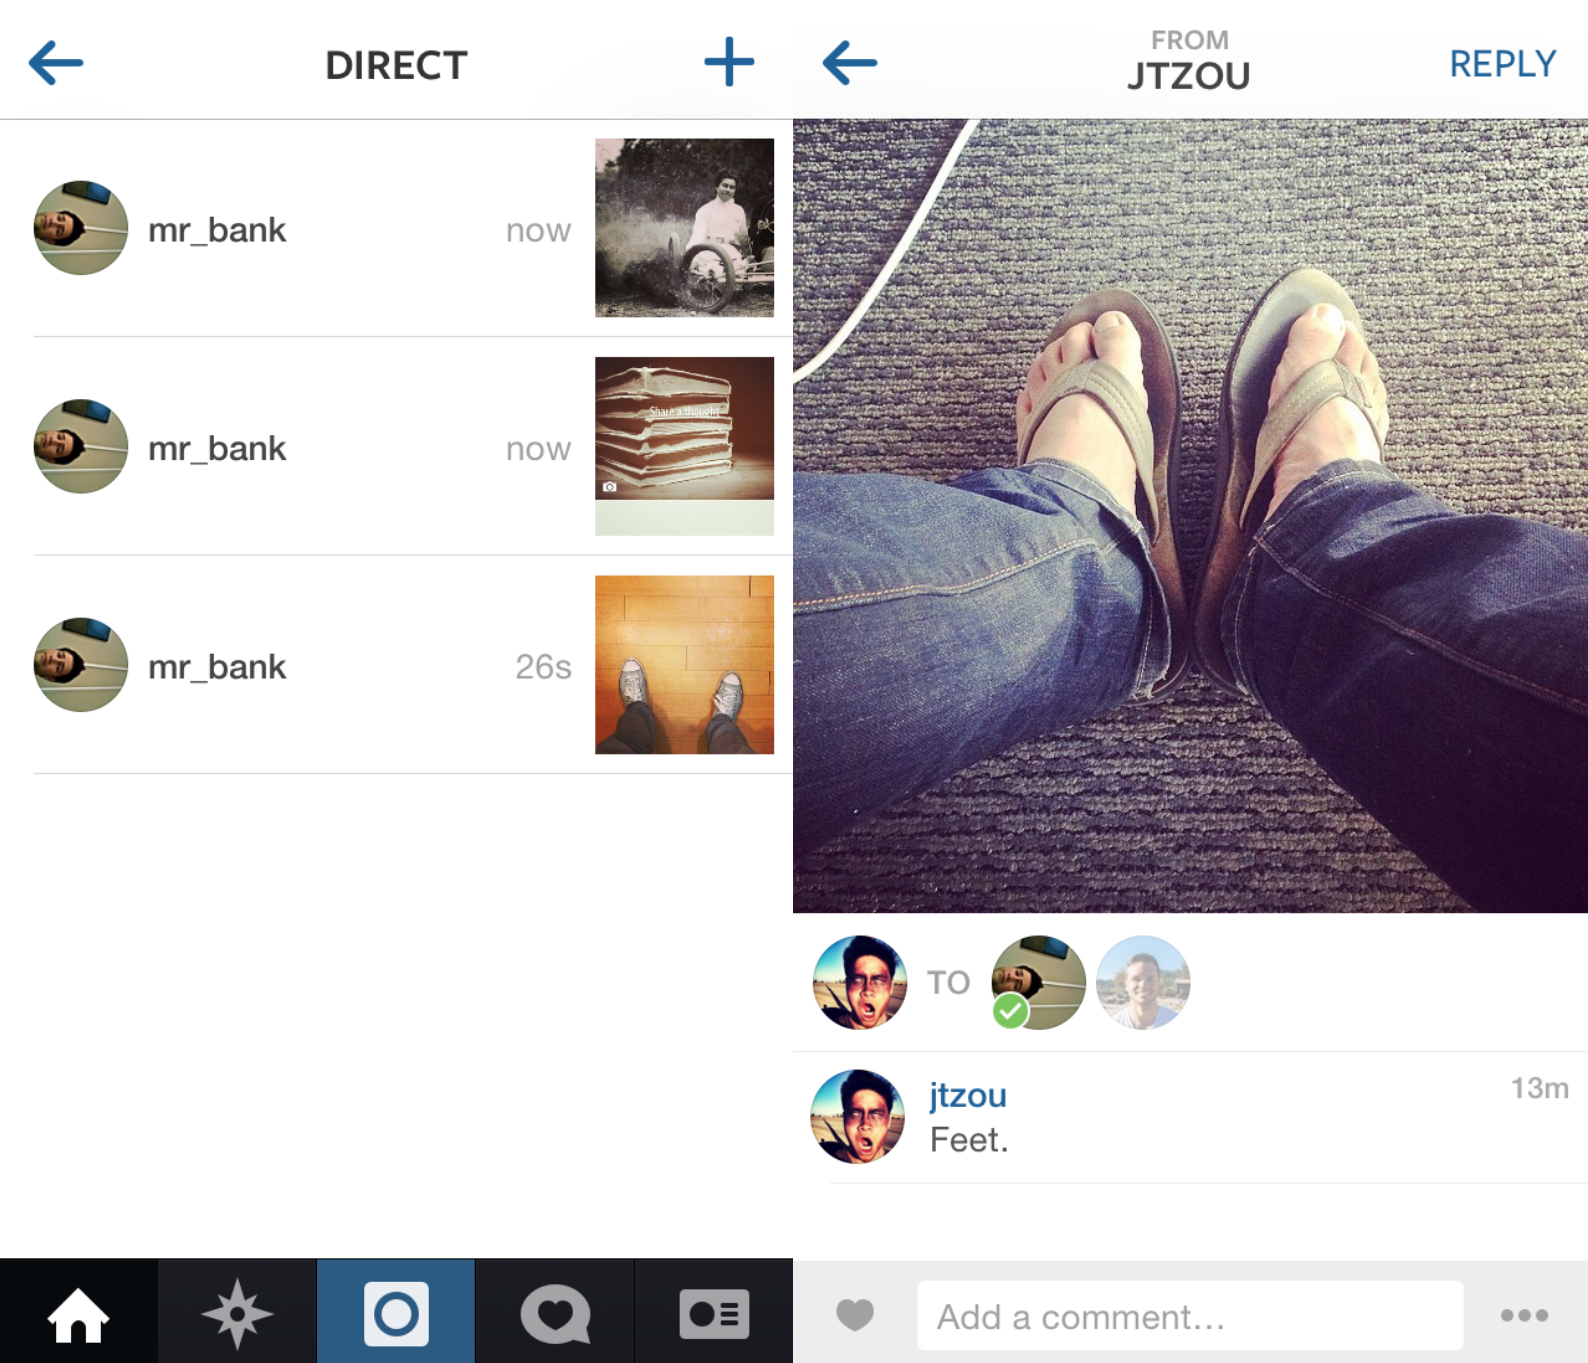 DIRECT
mr_bank
now
mr_bank
now
Share a thought
mr_bank
26s
FROM
JTZOU
REPLY
TO
jtzou
13m
Feet.
Add a comment...